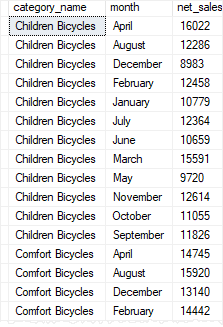 category_name month net_sales
Children Bicycles April 16022
Children Bicycles August 12286
Children Bicycles December 8983
Children Bicycles February 12458
Children Bicycles January 10779
Children Bicycles July 12364
Children Bicycles June 10659
Children Bicycles March 15591
Children Bicycles May 9720
Children Bicycles November 12614
Children Bicycles October 11055
Children Bicycles September 11826
Comfort Bicycles April 14745
Comfort Bicycles August 15920
Comfort Bicycles December 13140
Comfort Bicycles February 14442